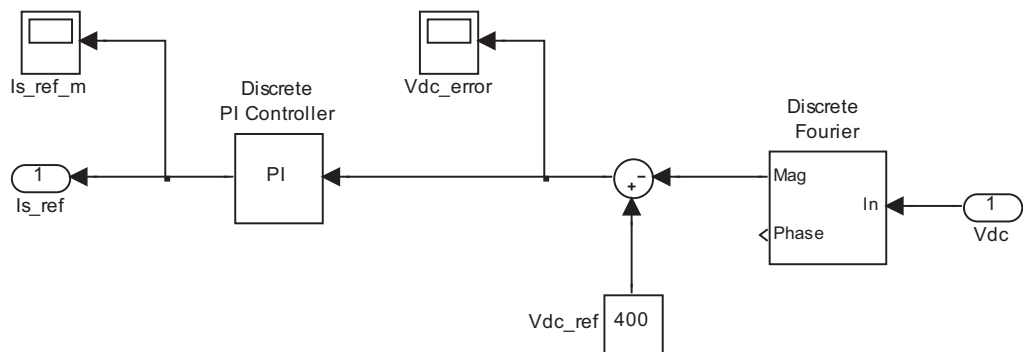 Is_ref_m
Vdc_error
Discrete
PI Controller
Discrete
Fourier
1
Is_ref
PI
−
+
Mag
In
Phase
1
Vdc
Vdc_ref
400